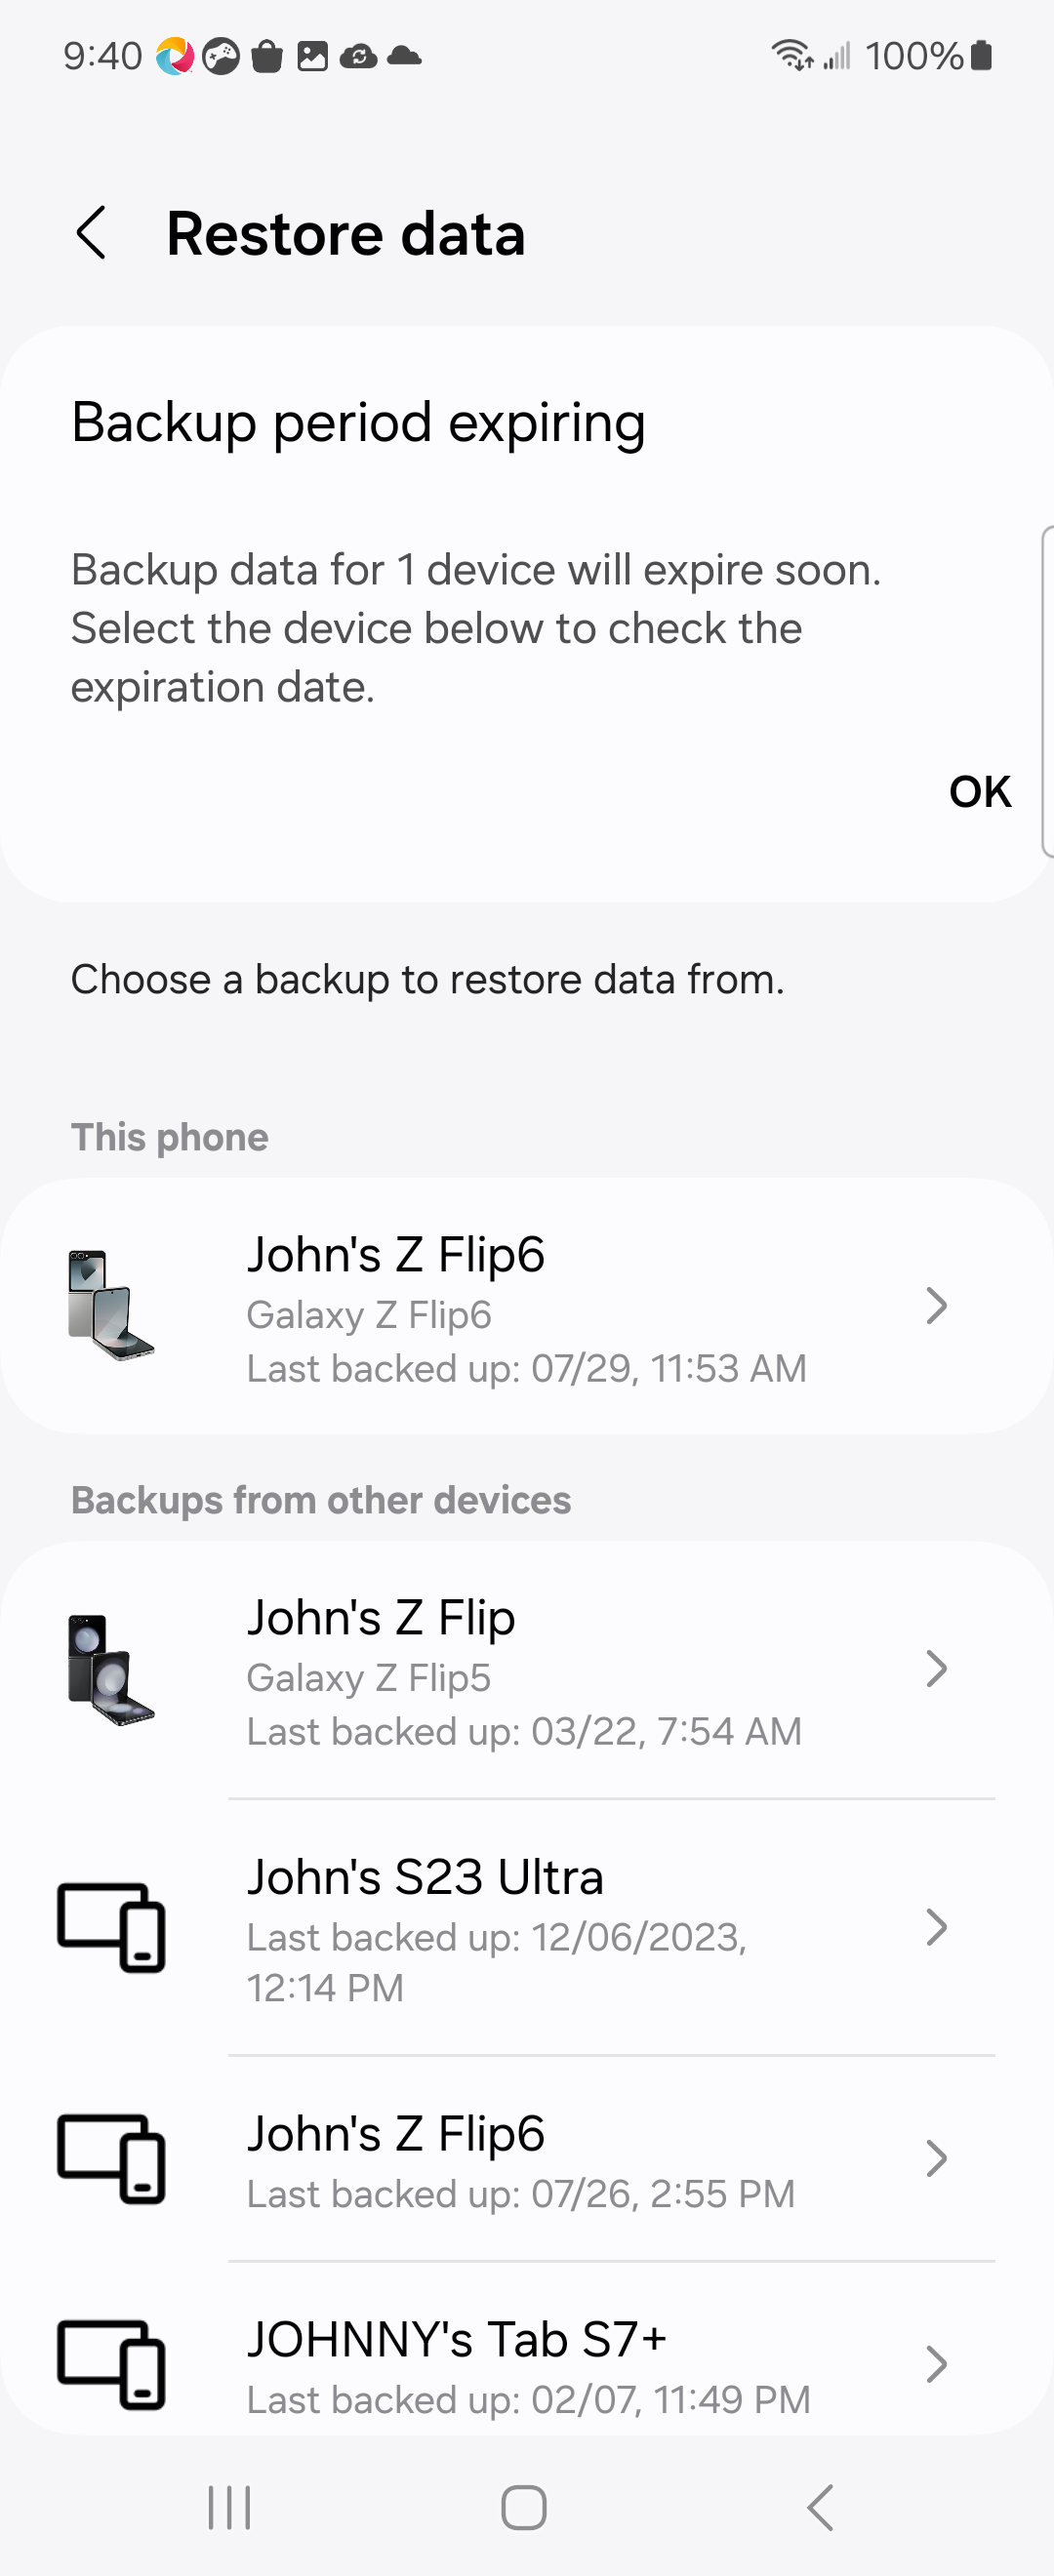 9:40
100%
Restore data
Backup period expiring
Backup data for 1 device will expire soon.
Select the device below to check the
expiration date.
OK
Choose a backup to restore data from.
This phone
John's Z Flip6
Galaxy Z Flip6
Last backed up: 07/29, 11:53 AM
Backups from other devices
John's Z Flip
Galaxy Z Flip5
Last backed up: 03/22, 7:54 AM
John's S23 Ultra
Last backed up: 12/06/2023,
12:14 PM
John's Z Flip6
Last backed up: 07/26, 2:55 PM
JOHNNY's Tab S7+
Last backed up: 02/07, 11:49 PM